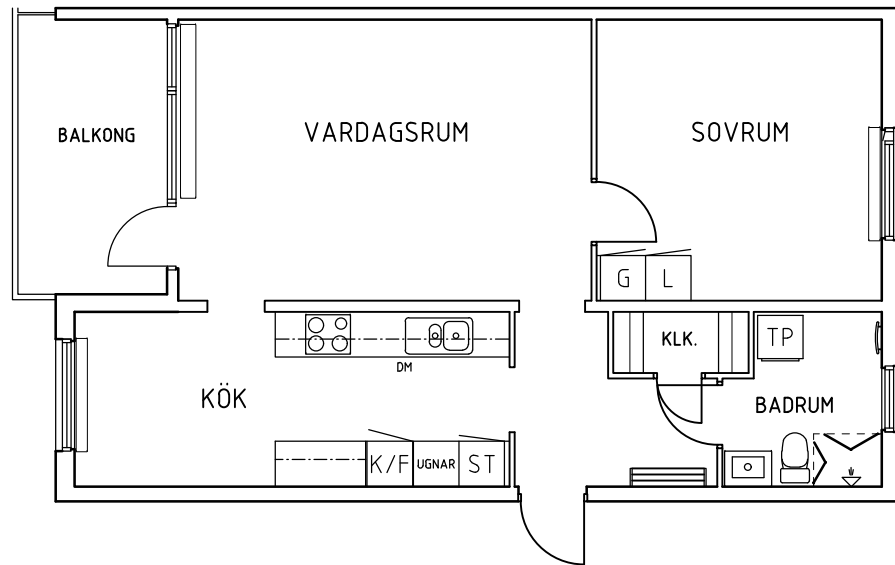 BALKONG
VARDAGSRUM
SOVRUM
G
L
KLK.
TP
DM
KÖK
BADRUM
K/F
UGNAR
ST